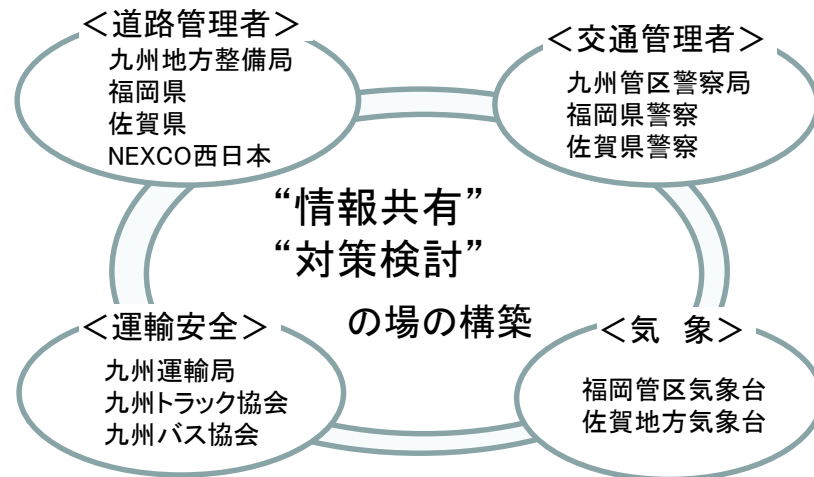 ＜道路管理者＞
九州地方整備局
福岡県
佐賀県
NEXCO西日本
＜交通管理者＞
九州管区警察局
福岡県警察
佐賀県警察
“情報共有”
“対策検討”
の場の構築
＜運輸安全＞
九州運輸局
九州トラック協会
九州バス協会
＜気　象＞
福岡管区気象台
佐賀地方気象台